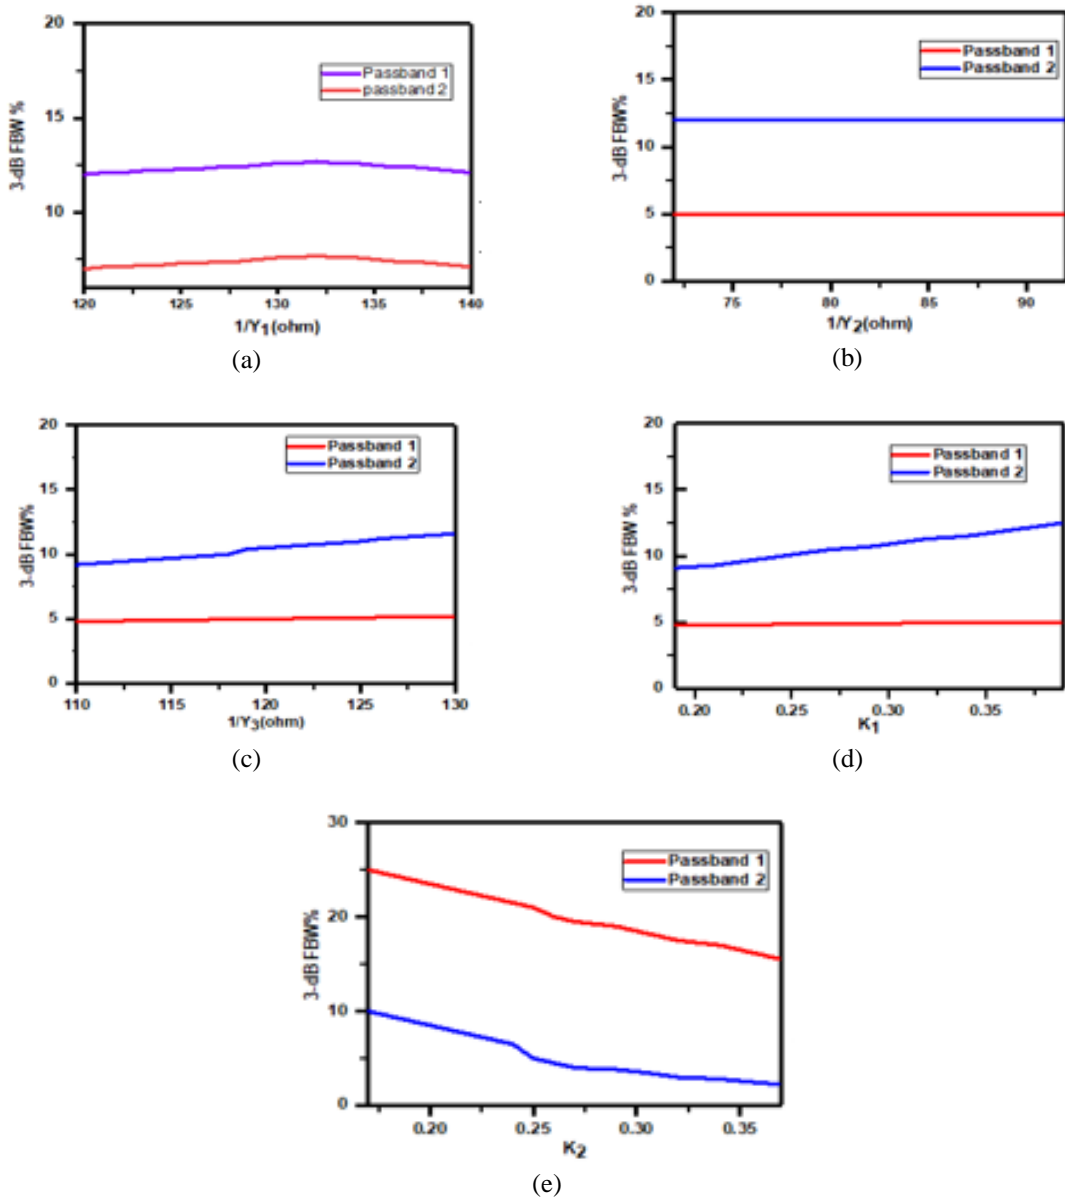 20
15
10
3-dB FBW %
Passband 1
passband 2
120 125 130 135 140
1/Y1(ohm)
(a)
20
15
10
5
0
3-dB FBW%
Passband 1
Passband 2
75 80 85 90
1/Y2(ohm)
(b)
20
15
10
5
0
3-dB FBW%
Passband 1
Passband 2
110 115 120 125 130
1/Y3(ohm)
(c)
20
15
10
5
0
3-dB FBW %
Passband 1
Passband 2
0.20 0.25 0.30 0.35
K1
(d)
30
20
10
0
3-dB FBW%
Passband 1
Passband 2
0.20 0.25 0.30 0.35
K2
(e)